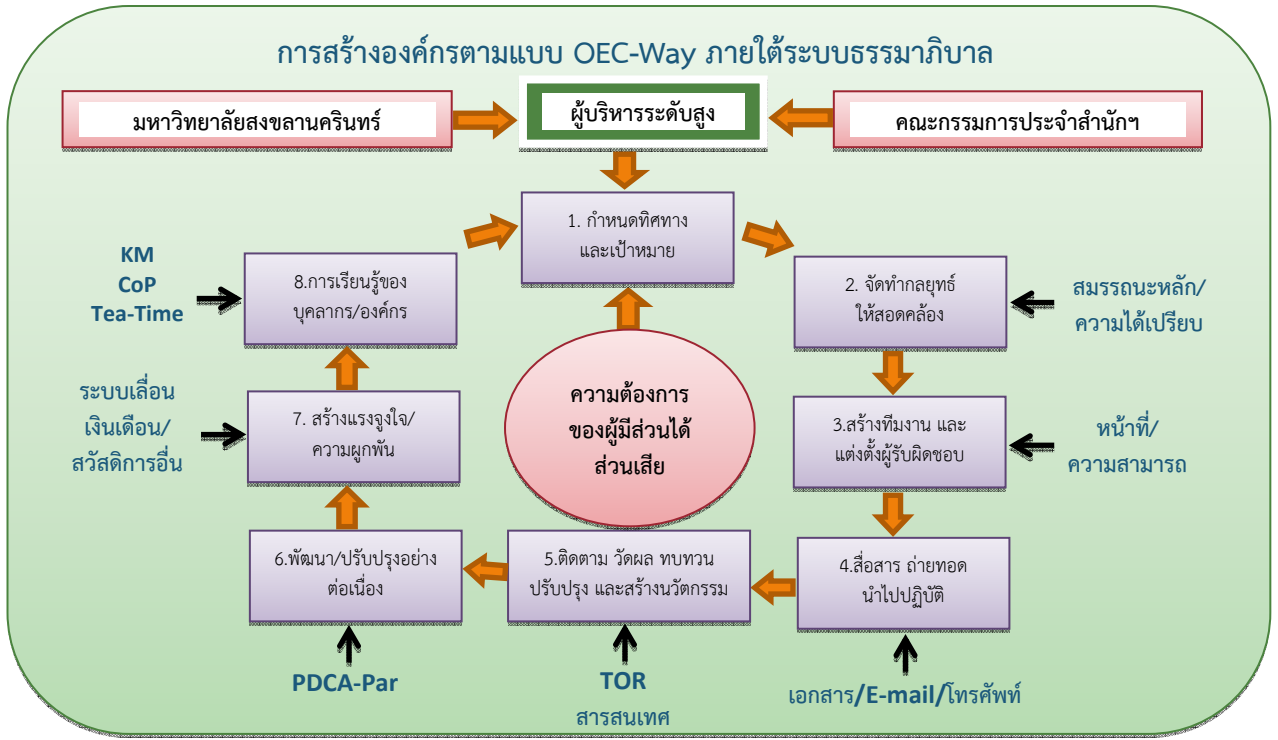 การสร้างองค์กรตามแบบ OEC-Way ภายใต้ระบบธรรมาภิบาล
มหาวิทยาลัยสงขลานครินทร์
ผู้บริหารระดับสูง
คณะกรรมการประจำสำนักฯ
1. กำหนดทิศทาง
และเป้าหมาย
2. จัดทำกลยุทธ์
ให้สอดคล้อง
สมรรถนะหลัก/
ความได้เปรียบ
3.สร้างทีมงาน และ
แต่งตั้งผู้รับผิดชอบ
หน้าที่/
ความสามารถ
4.สื่อสาร ถ่ายทอด
นำไปปฏิบัติ
เอกสาร/E-mail/โทรศัพท์
5.ติดตาม วัดผล ทบทวน
ปรับปรุง และสร้างนวัตกรรม
TOR
สารสนเทศ
6.พัฒนา/ปรับปรุงอย่าง
ต่อเนื่อง
PDCA-Par
7. สร้างแรงจูงใจ/
ความผูกพัน
ระบบเลื่อน
เงินเดือน/
สวัสดิการอื่น
8.การเรียนรู้ของ
บุคลากร/องค์กร
KM
CoP
Tea-Time
ความต้องการ
ของผู้มีส่วนได้
ส่วนเสีย